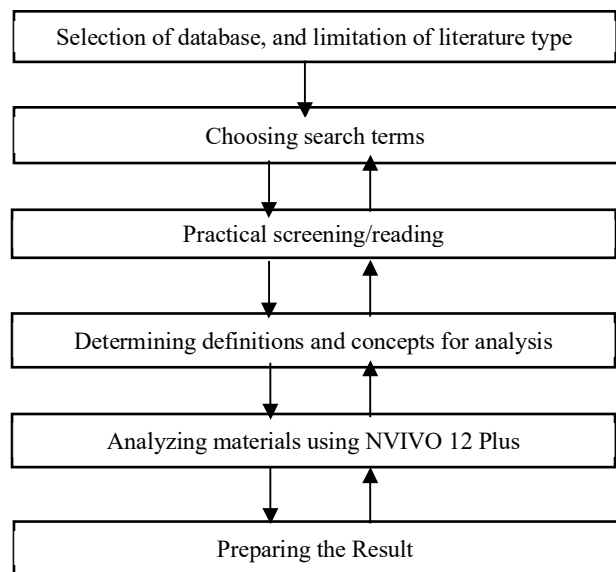 Selection of database, and limitation of literature type
Choosing search terms
Practical screening/reading
Determining definitions and concepts for analysis
Analyzing materials using NVIVO 12 Plus
Preparing the Result